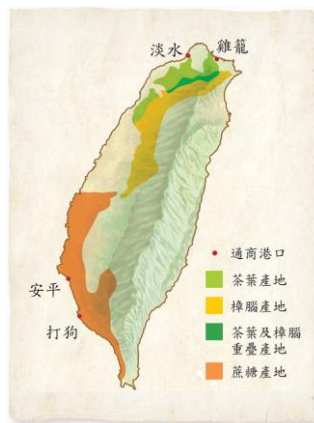 淡水
雞籠
安平
打狗
通商港口
茶葉產地
樟腦產地
茶葉及樟腦
重疊產地
蔗糖產地